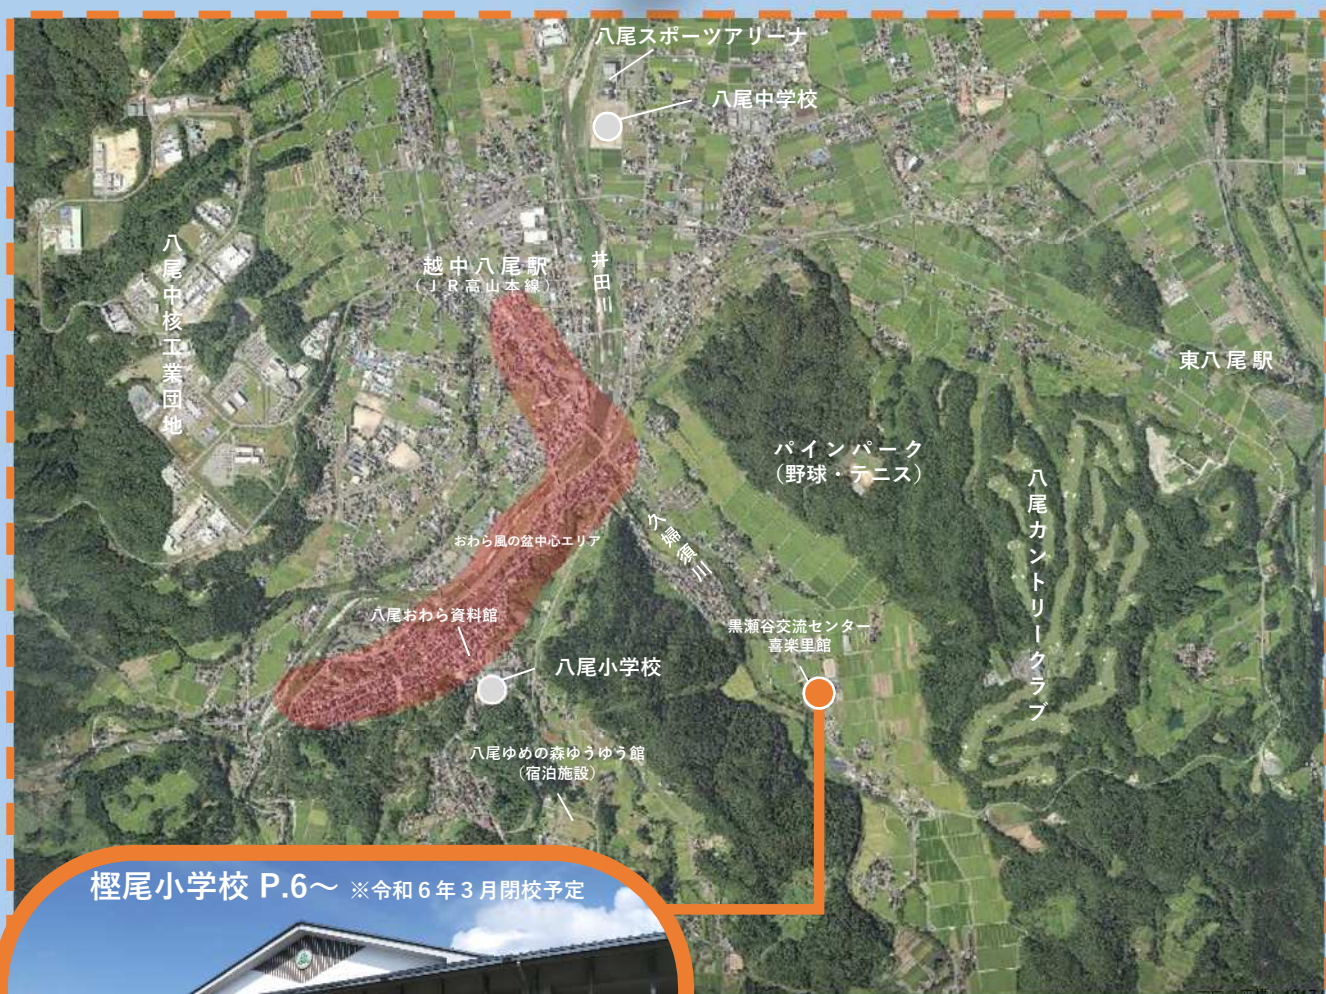 八尾スポーツアリーナ
八尾中学校
八尾中核工業団地
越中八尾駅
（ＪＲ高山本線）
井田川
東八尾駅
パインパーク
（野球・テニス）
八尾カントリークラブ
久婦須川
おわら風の盆中心エリア
八尾おわら資料館
黒瀬谷交流センター
喜楽里館
八尾小学校
八尾ゆめの森ゆうゆう館
（宿泊施設）
樫尾小学校 P.6～ ※令和６年３月閉校予定